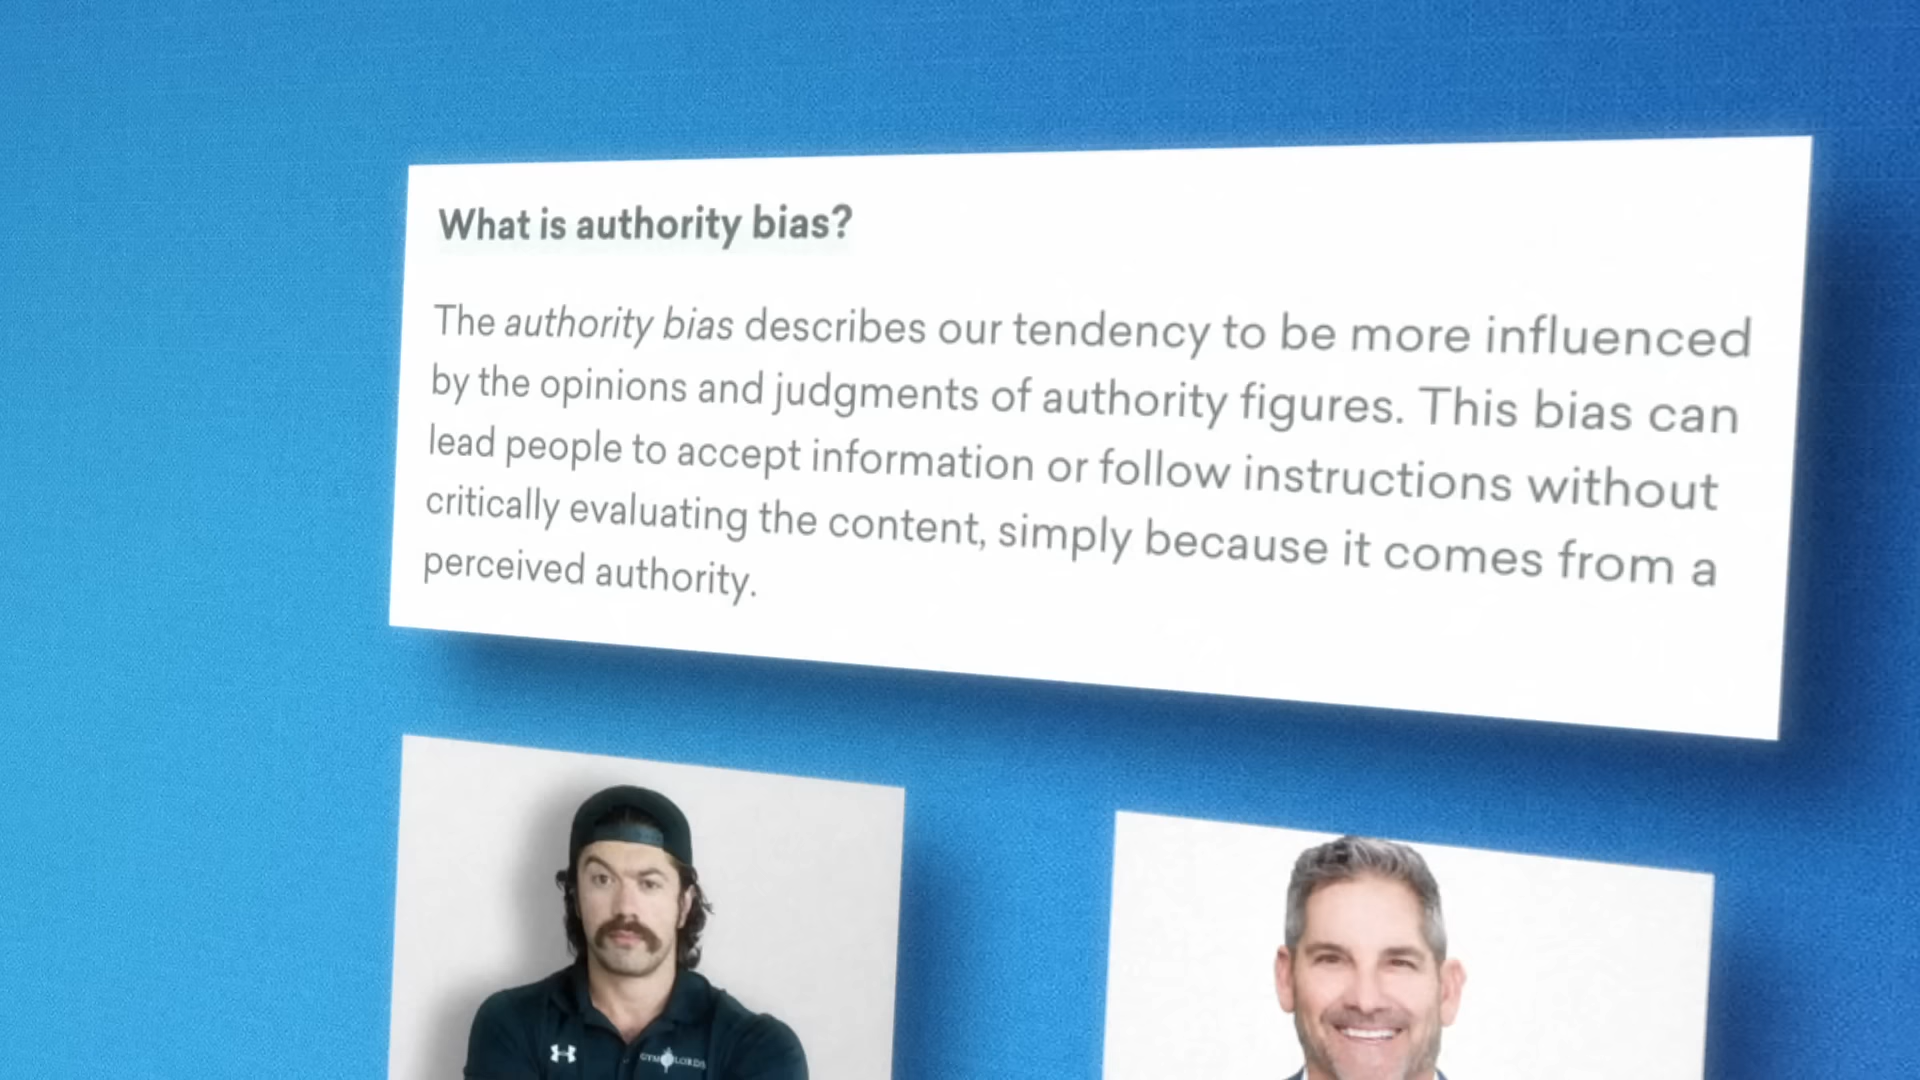 What is authority bias?
The authority bias describes our tendency to be more influenced
by the opinions and judgments of authority figures. This bias can
lead people to accept information or follow instructions without
critically evaluating the content, simply because it comes from a
perceived authority.
GYM LORDS